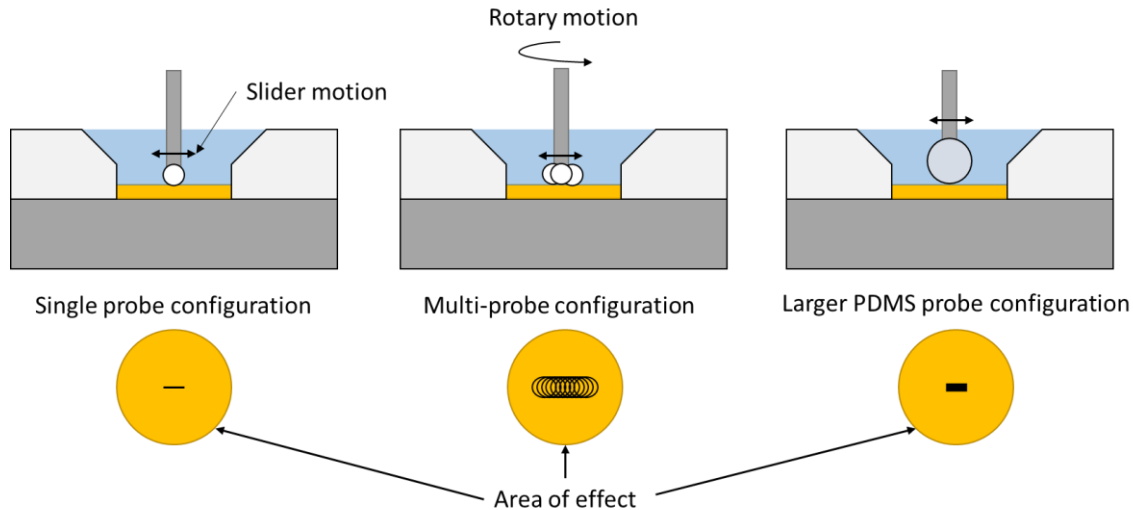 Rotary motion
Slider motion
Single probe configuration
Multi-probe configuration
Larger PDMS probe configuration
Area of effect